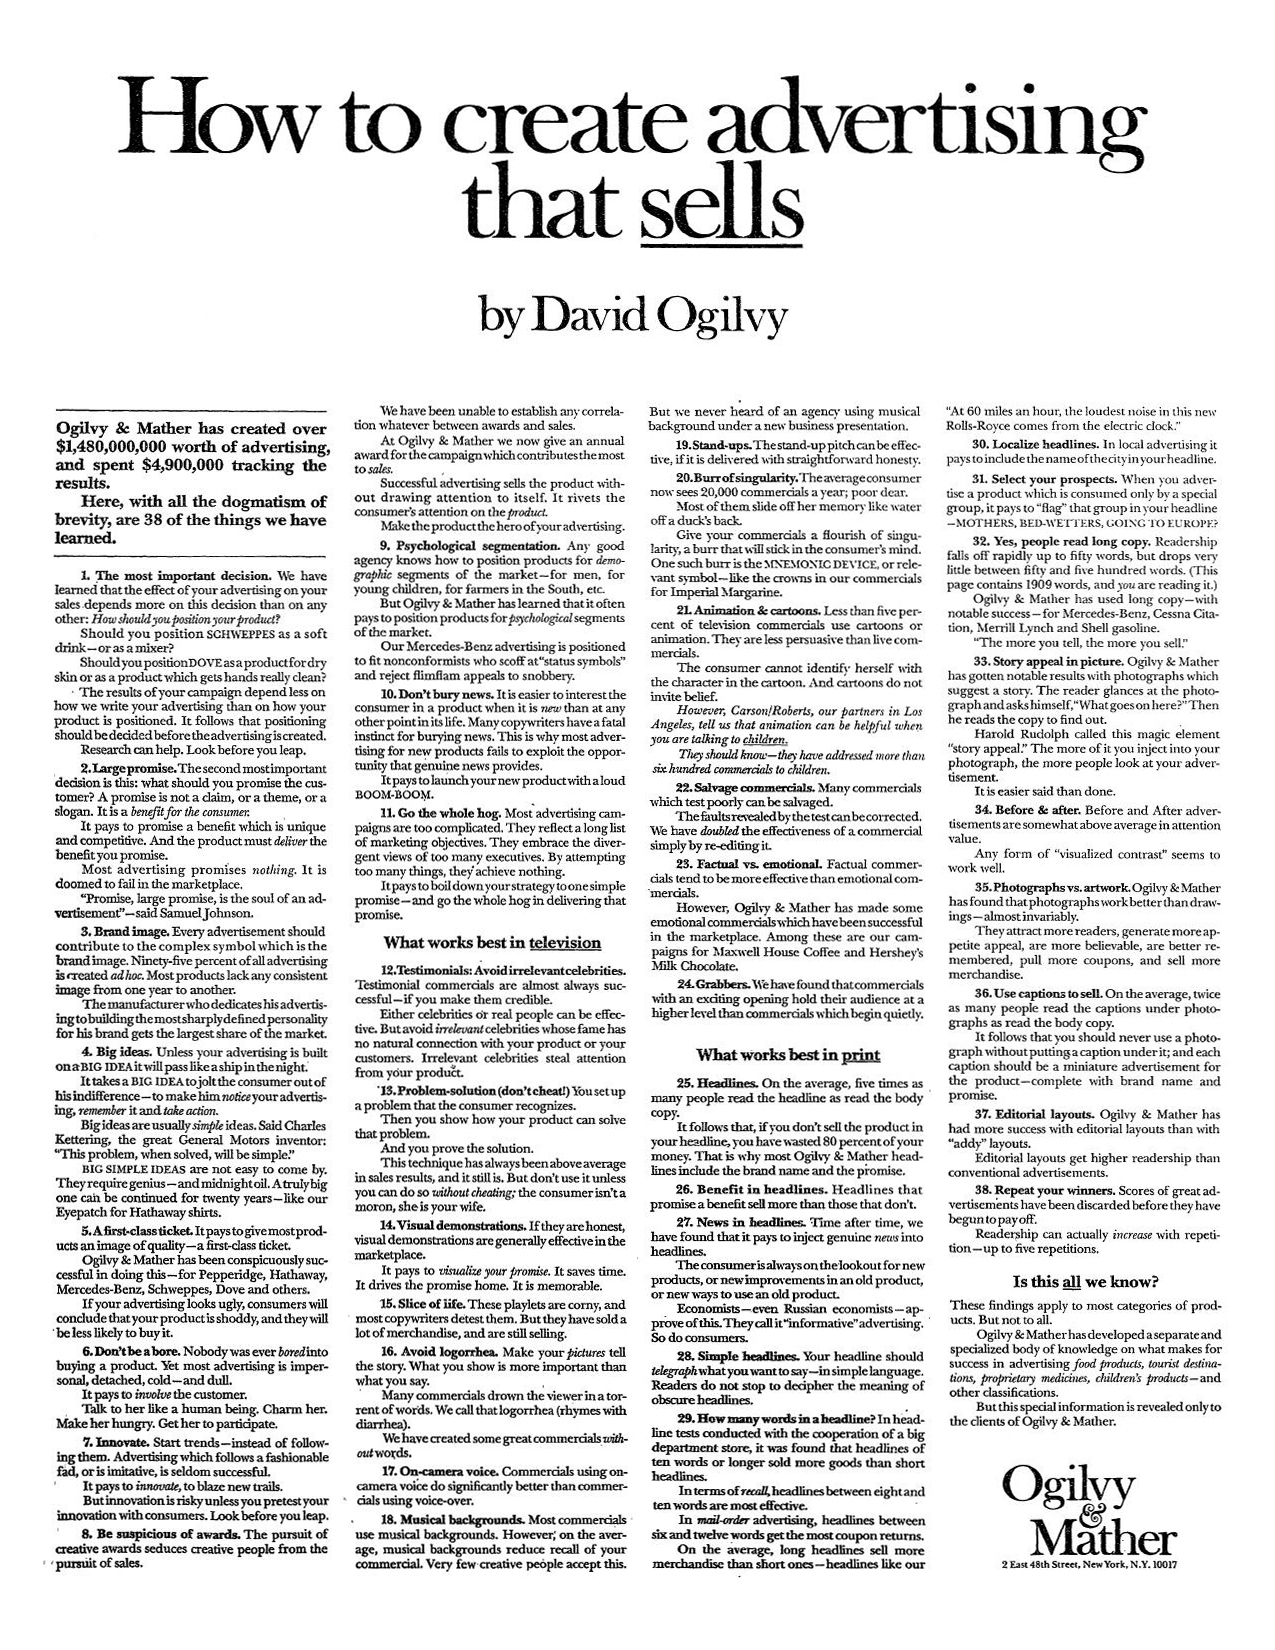 How to create advertising
that sells
by David Ogilvy
Ogilvy & Mather has created over
$1,480,000,000 worth of advertising,
and spent $4,900,000 tracking the
results.
Here, with all the dogmatism of
brevity, are 38 of the things we have
learned.
1. The most important decision. We have
learned that the effect of your advertising on your
sales depends more on this decision than on any
other: How should you position your product?
Should you position SCHWEPPES as a soft
drink—or as a mixer?
Should you position DOVE as a product for dry
skin or as a product which gets hands really clean?
The results of your campaign depend less on
how we write your advertising than on how your
product is positioned. It follows that positioning
should be decided before the advertising is created.
Research can help. Look before you leap.
2. Large promise. The second most important
decision is this: what should you promise the cus-
tomer? A promise is not a claim, or a theme, or a
slogan. It is a benefit for the consumer.
It pays to promise a benefit which is unique
and competitive. And the product must deliver the
benefit you promise.
Most advertising promises nothing. It is
doomed to fail in the marketplace.
"Promise, large promise, is the soul of an ad-
vertisement"—said Samuel Johnson.
3. Brand image. Every advertisement should
contribute to the complex symbol which is the
brand image. Ninety-five percent of all advertising
is created ad hoc. Most products lack any consistent
image from one year to another.
The manufacturer who dedicates his advertis-
ing to building the most sharply defined personality
for his brand gets the largest share of the market.
4. Big ideas. Unless your advertising is built
on a BIG IDEA it will pass like a ship in the night.
It takes a BIG IDEA to jolt the consumer out of
his indifference—to make him notice your advertis-
ing, remember it and take action.
Big ideas are usually simple ideas. Said Charles
Kettering, the great General Motors inventor:
"This problem, when solved, will be simple."
BIG SIMPLE IDEAS are not easy to come by.
They require genius—and midnight oil. A truly big
one can be continued for twenty years—like our
Eyepatch for Hathaway shirts.
5. A first-class ticket. It pays to give most prod-
ucts an image of quality—a first-class ticket.
Ogilvy & Mather has been conspicuously suc-
cessful in doing this—for Pepperidge, Hathaway,
Mercedes-Benz, Schweppes, Dove and others.
If your advertising looks ugly, consumers will
conclude that your product is shoddy, and they will
be less likely to buy it.
6. Don't be a bore. Nobody was ever bored into
buying a product. Yet most advertising is imper-
sonal, detached, cold—and dull.
It pays to involve the customer.
Talk to her like a human being. Charm her.
Make her hungry. Get her to participate.
7. Innovate. Start trends—instead of follow-
ing them. Advertising which follows a fashionable
fad, or is imitative, is seldom successful.
It pays to innovate, to blaze new trails.
But innovation is risky unless you pretest your
innovation with consumers. Look before you leap.
8. Be suspicious of awards. The pursuit of
creative awards seduces creative people from the
pursuit of sales.
We have been unable to establish any correla-
tion whatever between awards and sales.
At Ogilvy & Mather we now give an annual
award for the campaign which contributes the most
to sales.
Successful advertising sells the product with-
out drawing attention to itself. It rivets the
consumer's attention on the product.
Make the product the hero of your advertising.
9. Psychological segmentation. Any good
agency knows how to position products for demo-
graphic segments of the market—for men, for
young children, for farmers in the South, etc.
But Ogilvy & Mather has learned that it often
pays to position products for psychological segments
of the market.
Our Mercedes-Benz advertising is positioned
to fit nonconformists who scoff at "status symbols"
and reject flimflam appeals to snobbery.
10. Don't bury news. It is easier to interest the
consumer in a product when it is new than at any
other point in its life. Many copywriters have a fatal
instinct for burying news. This is why most adver-
tising for new products fails to exploit the oppor-
tunity that genuine news provides.
It pays to launch your new product with a loud
BOOM-BOOM.
11. Go the whole hog. Most advertising cam-
paigns are too complicated. They reflect a long list
of marketing objectives. They embrace the diver-
gent views of too many executives. By attempting
too many things, they achieve nothing.
It pays to boil down your strategy to one simple
promise—and go the whole hog in delivering that
promise.
What works best in television
12. Testimonials: Avoid irrelevant celebrities.
Testimonial commercials are almost always suc-
cessful—if you make them credible.
Either celebrities or real people can be effec-
tive. But avoid irrelevant celebrities whose fame has
no natural connection with your product or your
customers. Irrelevant celebrities steal attention
from your product.
13. Problem-solution (don't cheat!) You set up
a problem that the consumer recognizes.
Then you show how your product can solve
that problem.
And you prove the solution.
This technique has always been above average
in sales results, and it still is. But don't use it unless
you can do so without cheating; the consumer isn't a
moron, she is your wife.
14. Visual demonstrations. If they are honest,
visual demonstrations are generally effective in the
marketplace.
It pays to visualize your promise. It saves time.
It drives the promise home. It is memorable.
15. Slice of life. These playlets are corny, and
most copywriters detest them. But they have sold a
lot of merchandise, and are still selling.
16. Avoid logorrhea. Make your pictures tell
the story. What you show is more important than
what you say.
Many commercials drown the viewer in a tor-
rent of words. We call that logorrhea (rhymes with
diarrhea).
We have created some great commercials with-
out words.
17. On-camera voice. Commercials using on-
camera voice do significantly better than commer-
cials using voice-over.
18. Musical backgrounds. Most commercials
use musical backgrounds. However, on the aver-
age, musical backgrounds reduce recall of your
commercial. Very few creative people accept this.
But we never heard of an agency using musical
background under a new business presentation.
19. Stand-ups. The stand-up pitch can be effec-
tive, if it is delivered with straightforward honesty.
20. Burr of singularity. The average consumer
now sees 20,000 commercials a year; poor dear.
Most of them slide off her memory like water
off a duck's back.
Give your commercials a flourish of singu-
larity, a burr that will stick in the consumer's mind.
One such burr is the MNEMONIC DEVICE, or rele-
vant symbol—like the crowns in our commercials
for Imperial Margarine.
21. Animation & cartoons. Less than five per-
cent of television commercials use cartoons or
animation. They are less persuasive than live com-
mercials.
The consumer cannot identify herself with
the character in the cartoon. And cartoons do not
invite belief.
However, Carson/Roberts, our partners in Los
Angeles, tell us that animation can be helpful when
you are talking to children.
They should know—they have addressed more than
six hundred commercials to children.
22. Salvage commercials. Many commercials
which test poorly can be salvaged.
The faults revealed by the test can be corrected.
We have doubled the effectiveness of a commercial
simply by re-editing it.
23. Factual vs. emotional. Factual commer-
cials tend to be more effective than emotional com-
mercials.
However, Ogilvy & Mather has made some
emotional commercials which have been successful
in the marketplace. Among these are our cam-
paigns for Maxwell House Coffee and Hershey's
Milk Chocolate.
24. Grabbers. We have found that commercials
with an exciting opening hold their audience at a
higher level than commercials which begin quietly.
What works best in print
25. Headlines. On the average, five times as
many people read the headline as read the body
copy.
It follows that, if you don't sell the product in
your headline, you have wasted 80 percent of your
money. That is why most Ogilvy & Mather head-
lines include the brand name and the promise.
26. Benefit in headlines. Headlines that
promise a benefit sell more than those that don't.
27. News in headlines. Time after time, we
have found that it pays to inject genuine news into
headlines.
The consumer is always on the lookout for new
products, or new improvements in an old product,
or new ways to use an old product.
Economists—even Russian economists—ap-
prove of this. They call it "informative" advertising.
So do consumers.
28. Simple headlines. Your headline should
telegraph what you want to say—in simple language.
Readers do not stop to decipher the meaning of
obscure headlines.
29. How many words in a headline? In head-
line tests conducted with the cooperation of a big
department store, it was found that headlines of
ten words or longer sold more goods than short
headlines.
In terms of recall, headlines between eight and
ten words are most effective.
In mail-order advertising, headlines between
six and twelve words get the most coupon returns.
On the average, long headlines sell more
merchandise than short ones—headlines like our
"At 60 miles an hour, the loudest noise in this new
Rolls-Royce comes from the electric clock."
30. Localize headlines. In local advertising it
pays to include the name of the city in your headline.
31. Select your prospects. When you adver-
tise a product which is consumed only by a special
group, it pays to "flag" that group in your headline
—MOTHERS, BED-WETTERS, GOING TO EUROPE?
32. Yes, people read long copy. Readership
falls off rapidly up to fifty words, but drops very
little between fifty and five hundred words. (This
page contains 1909 words, and you are reading it.)
Ogilvy & Mather has used long copy—with
notable success—for Mercedes-Benz, Cessna Cita-
tion, Merrill Lynch and Shell gasoline.
"The more you tell, the more you sell."
33. Story appeal in picture. Ogilvy & Mather
has gotten notable results with photographs which
suggest a story. The reader glances at the photo-
graph and asks himself, "What goes on here?" Then
he reads the copy to find out.
Harold Rudolph called this magic element
"story appeal." The more of it you inject into your
photograph, the more people look at your adver-
tisement.
It is easier said than done.
34. Before & after. Before and After adver-
tisements are somewhat above average in attention
value.
Any form of "visualized contrast" seems to
work well.
35. Photographs vs. artwork. Ogilvy & Mather
has found that photographs work better than draw-
ings—almost invariably.
They attract more readers, generate more ap-
petite appeal, are more believable, are better re-
membered, pull more coupons, and sell more
merchandise.
36. Use captions to sell. On the average, twice
as many people read the captions under photo-
graphs as read the body copy.
It follows that you should never use a photo-
graph without putting a caption under it; and each
caption should be a miniature advertisement for
the product—complete with brand name and
promise.
37. Editorial layouts. Ogilvy & Mather has
had more success with editorial layouts than with
"addy" layouts.
Editorial layouts get higher readership than
conventional advertisements.
38. Repeat your winners. Scores of great ad-
vertisements have been discarded before they have
begun to pay off.
Readership can actually increase with repeti-
tion—up to five repetitions.
Is this all we know?
These findings apply to most categories of prod-
ucts. But not to all.
Ogilvy & Mather has developed a separate and
specialized body of knowledge on what makes for
success in advertising food products, tourist destina-
tions, proprietary medicines, children's products—and
other classifications.
But this special information is revealed only to
the clients of Ogilvy & Mather.
Ogilvy
&
Mather
2 East 48th Street, New York, N.Y. 10017